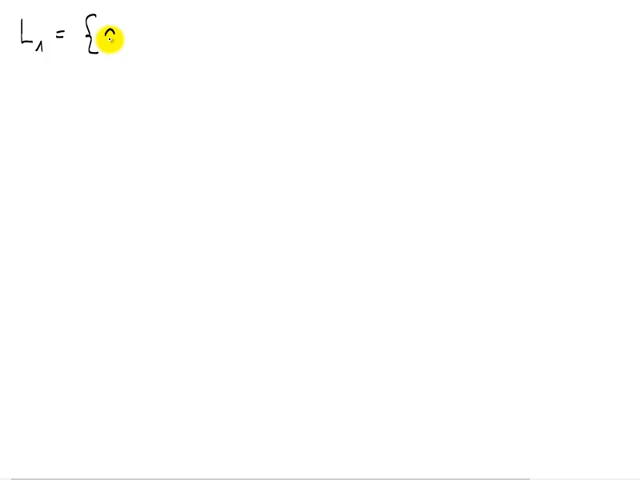 L₁ = {